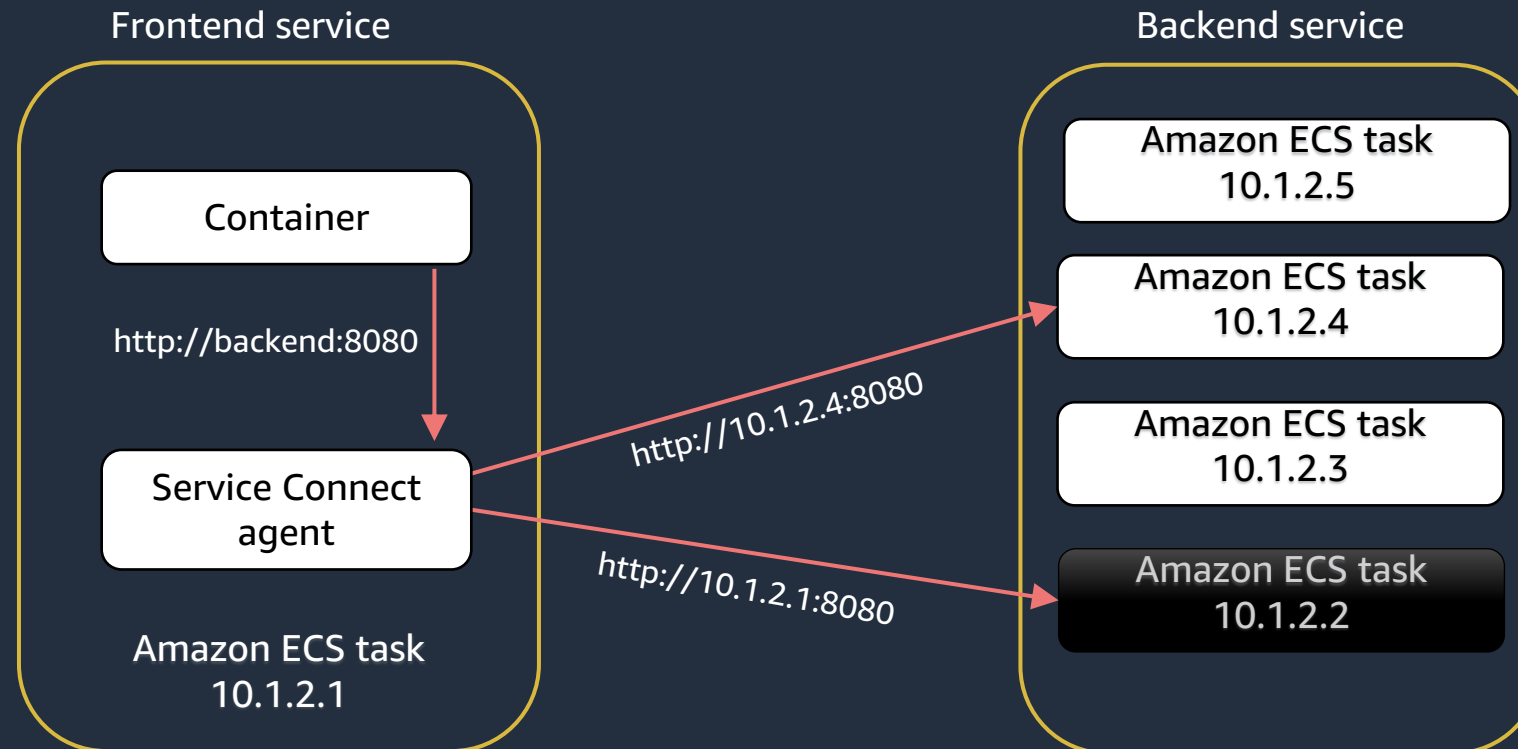 Frontend service
Container
http://backend:8080
Service Connect
agent
Amazon ECS task
10.1.2.1
http://10.1.2.4:8080
http://10.1.2.1:8080
Backend service
Amazon ECS task
10.1.2.5
Amazon ECS task
10.1.2.4
Amazon ECS task
10.1.2.3
Amazon ECS task
10.1.2.2